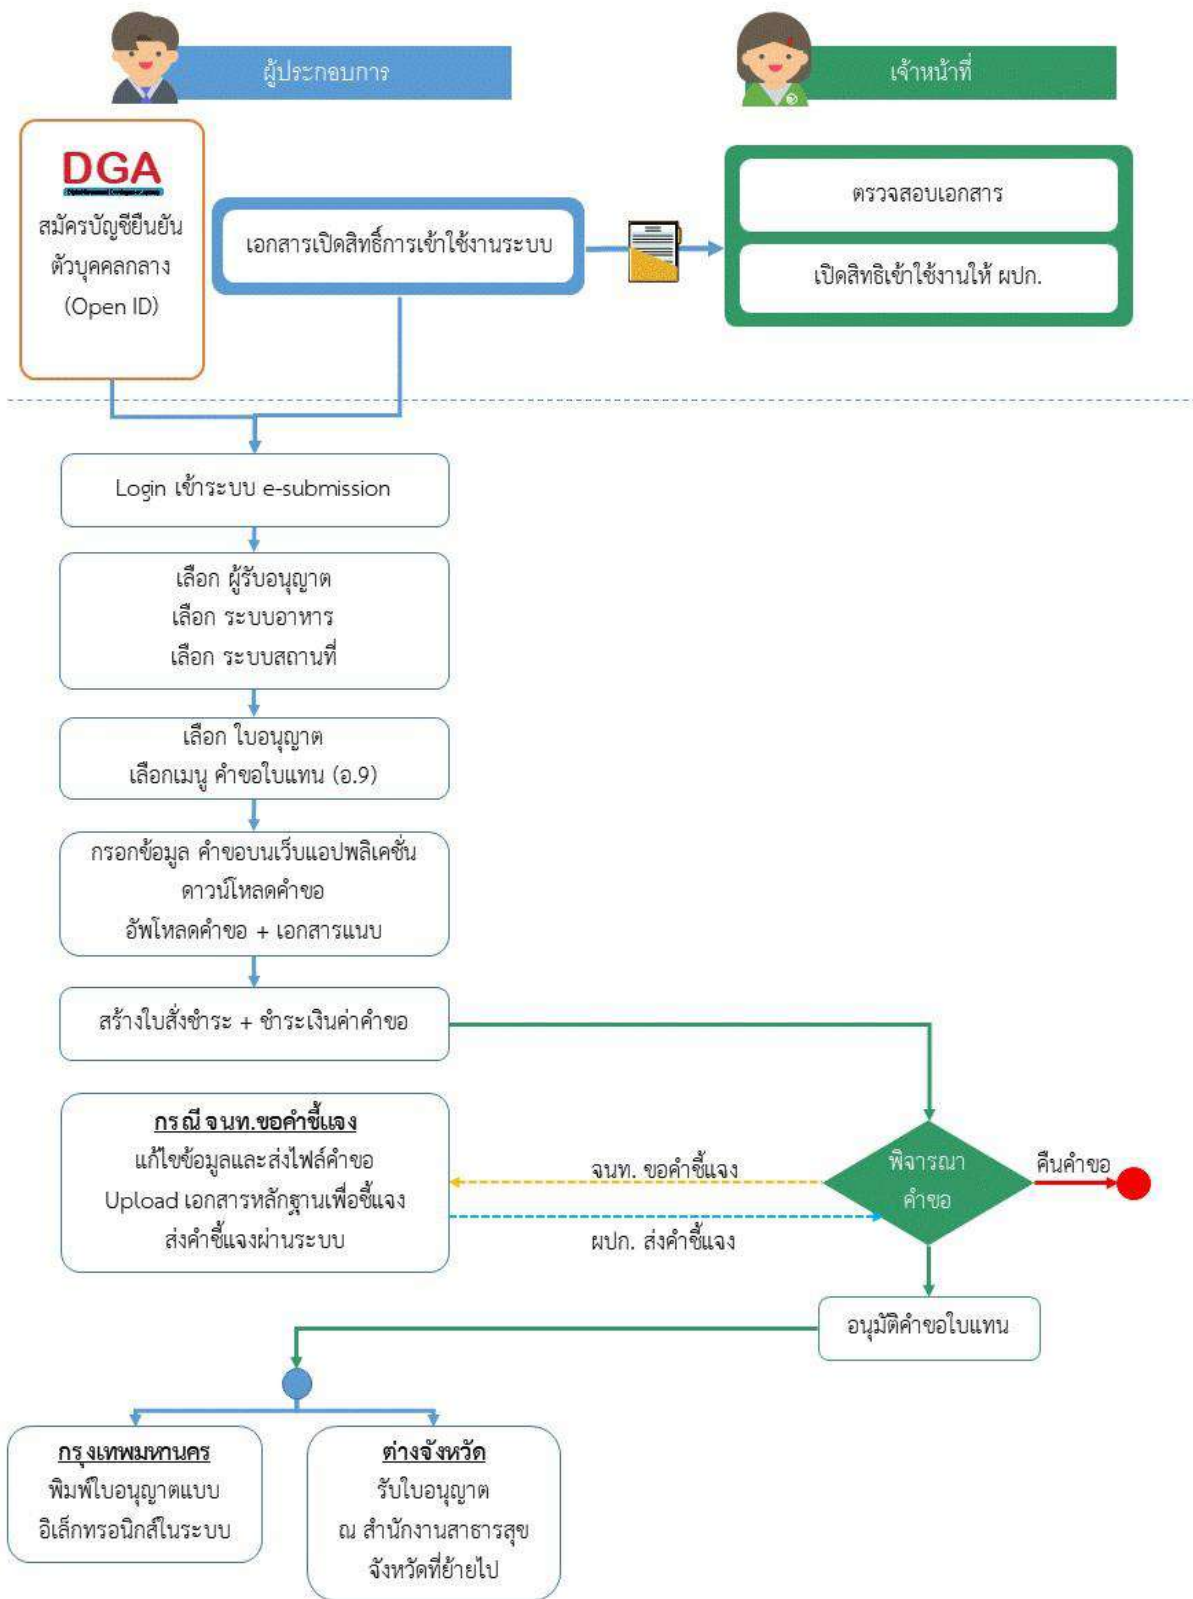 ผู้ประกอบการ
เจ้าหน้าที่
DGA
สมัครบัญชียืนยัน
ตัวบุคคลกลาง
(Open ID)
เอกสารเปิดสิทธิ์การเข้าใช้งานระบบ
ตรวจสอบเอกสาร
เปิดสิทธิเข้าใช้งานให้ ผปก.
Login เข้าระบบ e-submission
เลือก ผู้รับอนุญาต
เลือก ระบบอาหาร
เลือก ระบบสถานที่
เลือก ใบอนุญาต
เลือกเมนู คำขอใบแทน (อ.9)
กรอกข้อมูล คำขอบนเว็บแอปพลิเคชั่น
ดาวน์โหลดคำขอ
อัพโหลดคำขอ + เอกสารแนบ
สร้างใบสั่งชำระ + ชำระเงินค่าคำขอ
กรณี จนท.ขอคำชี้แจง
แก้ไขข้อมูลและส่งไฟล์คำขอ
Upload เอกสารหลักฐานเพื่อชี้แจง
ส่งคำชี้แจงผ่านระบบ
จนท. ขอคำชี้แจง
ผปก. ส่งคำชี้แจง
พิจารณา
คำขอ
คืนคำขอ
อนุมัติคำขอใบแทน
กรุงเทพมหานคร
พิมพ์ใบอนุญาตแบบ
อิเล็กทรอนิกส์ในระบบ
ต่างจังหวัด
รับใบอนุญาต
ณ สำนักงานสาธารสุข
จังหวัดที่ย้ายไป